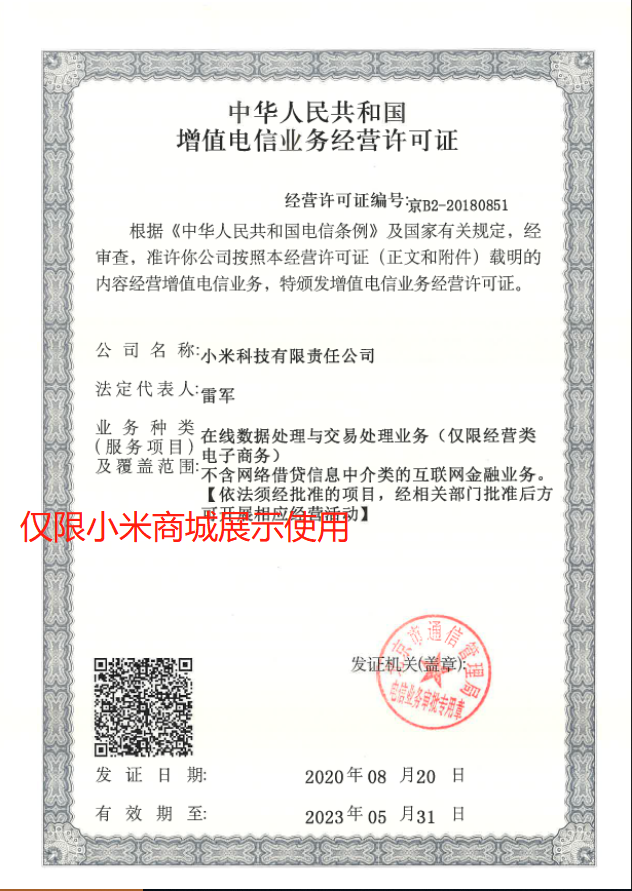 中华人民共和国
增值电信业务经营许可证
经营许可证编号:京B2-20180851
根据《中华人民共和国电信条例》及国家有关规定，经
审查，准许你公司按照本经营许可证（正文和附件）载明的
内容经营增值电信业务，特颁发增值电信业务经营许可证。
公司名称:小米科技有限责任公司
法定代表人:雷军
业务种类
(服务项目)
及覆盖范围:
在线数据处理与交易处理业务（仅限经营类
电子商务）
不含网络借贷信息中介类的互联网金融业务。
【依法须经批准的项目，经相关部门批准后方
可开展相应经营活动】
仅限小米商城展示使用
发证机关(盖章):
北京市通信管理局
电信业务审批专用章
发证日期: 2020年08月20日
有效期至: 2023年05月31日